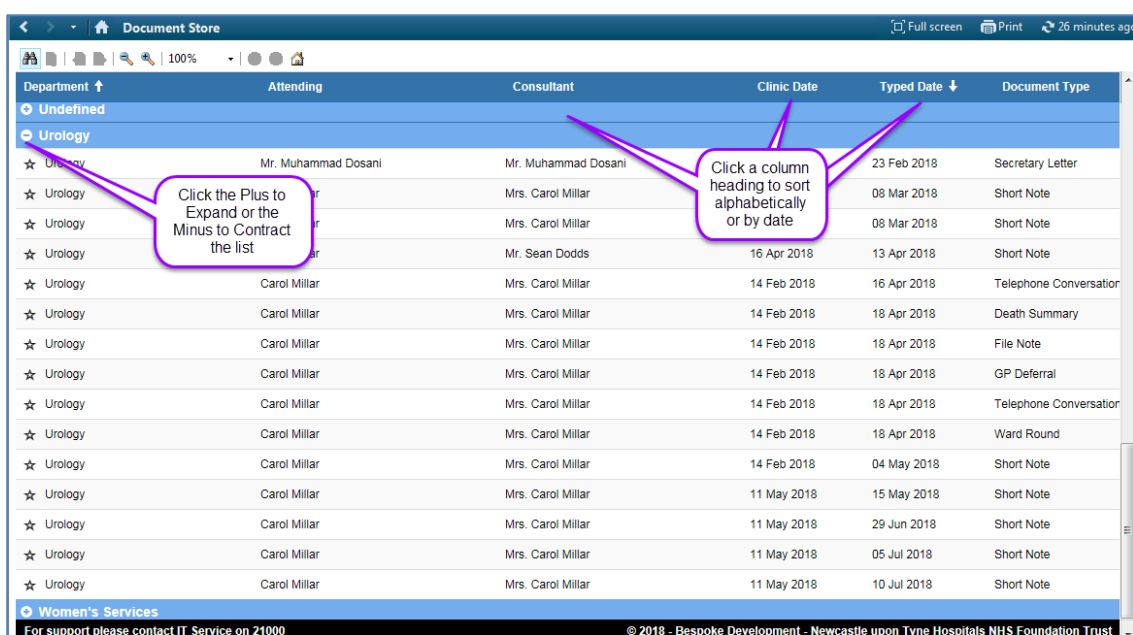 Document Store Full screen Print 26 minutes ago
100%
Department Attending Consultant Clinic Date Typed Date Document Type
Undefined
Urology
Urology Mr. Muhammad Dosani Mr. Muhammad Dosani 23 Feb 2018 Secretary Letter
Urology Mrs. Carol Millar 08 Mar 2018 Short Note
Urology Mrs. Carol Millar 08 Mar 2018 Short Note
Urology Mr. Sean Dodds 16 Apr 2018 13 Apr 2018 Short Note
Click the Plus to
Expand or the
Minus to Contract
the list
Click a column
heading to sort
alphabetically
or by date
Urology Carol Millar Mrs. Carol Millar 14 Feb 2018 16 Apr 2018 Telephone Conversation
Urology Carol Millar Mrs. Carol Millar 14 Feb 2018 18 Apr 2018 Death Summary
Urology Carol Millar Mrs. Carol Millar 14 Feb 2018 18 Apr 2018 File Note
Urology Carol Millar Mrs. Carol Millar 14 Feb 2018 18 Apr 2018 GP Deferral
Urology Carol Millar Mrs. Carol Millar 14 Feb 2018 18 Apr 2018 Telephone Conversation
Urology Carol Millar Mrs. Carol Millar 14 Feb 2018 18 Apr 2018 Ward Round
Urology Carol Millar Mrs. Carol Millar 14 Feb 2018 04 May 2018 Short Note
Urology Carol Millar Mrs. Carol Millar 11 May 2018 15 May 2018 Short Note
Urology Carol Millar Mrs. Carol Millar 11 May 2018 29 Jun 2018 Short Note
Urology Carol Millar Mrs. Carol Millar 11 May 2018 05 Jul 2018 Short Note
Urology Carol Millar Mrs. Carol Millar 11 May 2018 10 Jul 2018 Short Note
Women's Services
For support please contact IT Service on 21000 © 2018 - Bespoke Development - Newcastle upon Tyne Hospitals NHS Foundation Trust